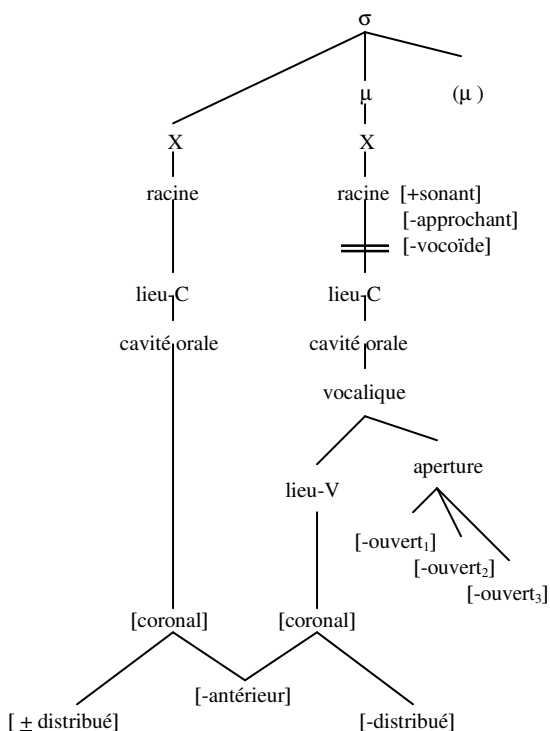 σ
μ (μ )
X X
racine racine [+sonant]
[-approchant]
[-vocoïde]
lieu-C lieu-C
cavité orale cavité orale
vocalique
aperture
lieu-V
[-ouvert₁]
[-ouvert₂]
[-ouvert₃]
[coronal] [coronal]
[-antérieur]
[ ± distribué] [-distribué]